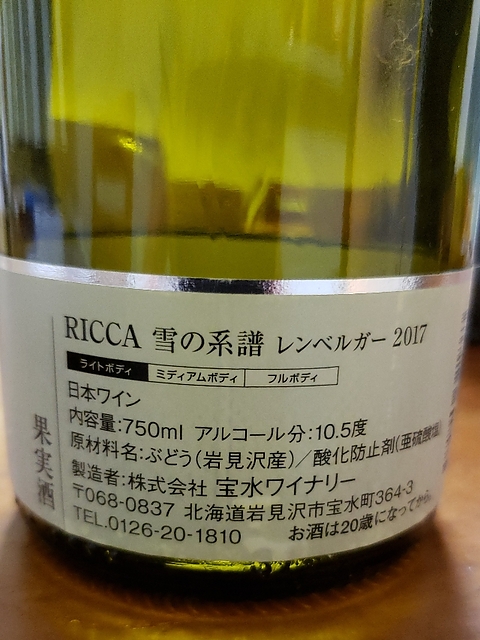 RICCA 雪の系譜 レンベルガー 2017
ライトボディ ミディアムボディ フルボディ
日本ワイン
内容量:750ml アルコール分:10.5度
原材料名:ぶどう(岩見沢産)/酸化防止剤(亜硫酸塩)
製造者:株式会社 宝水ワイナリー
〒068-0837 北海道岩見沢市宝水町364-3
TEL.0126-20-1810 お酒は20歳になってから。
果実酒